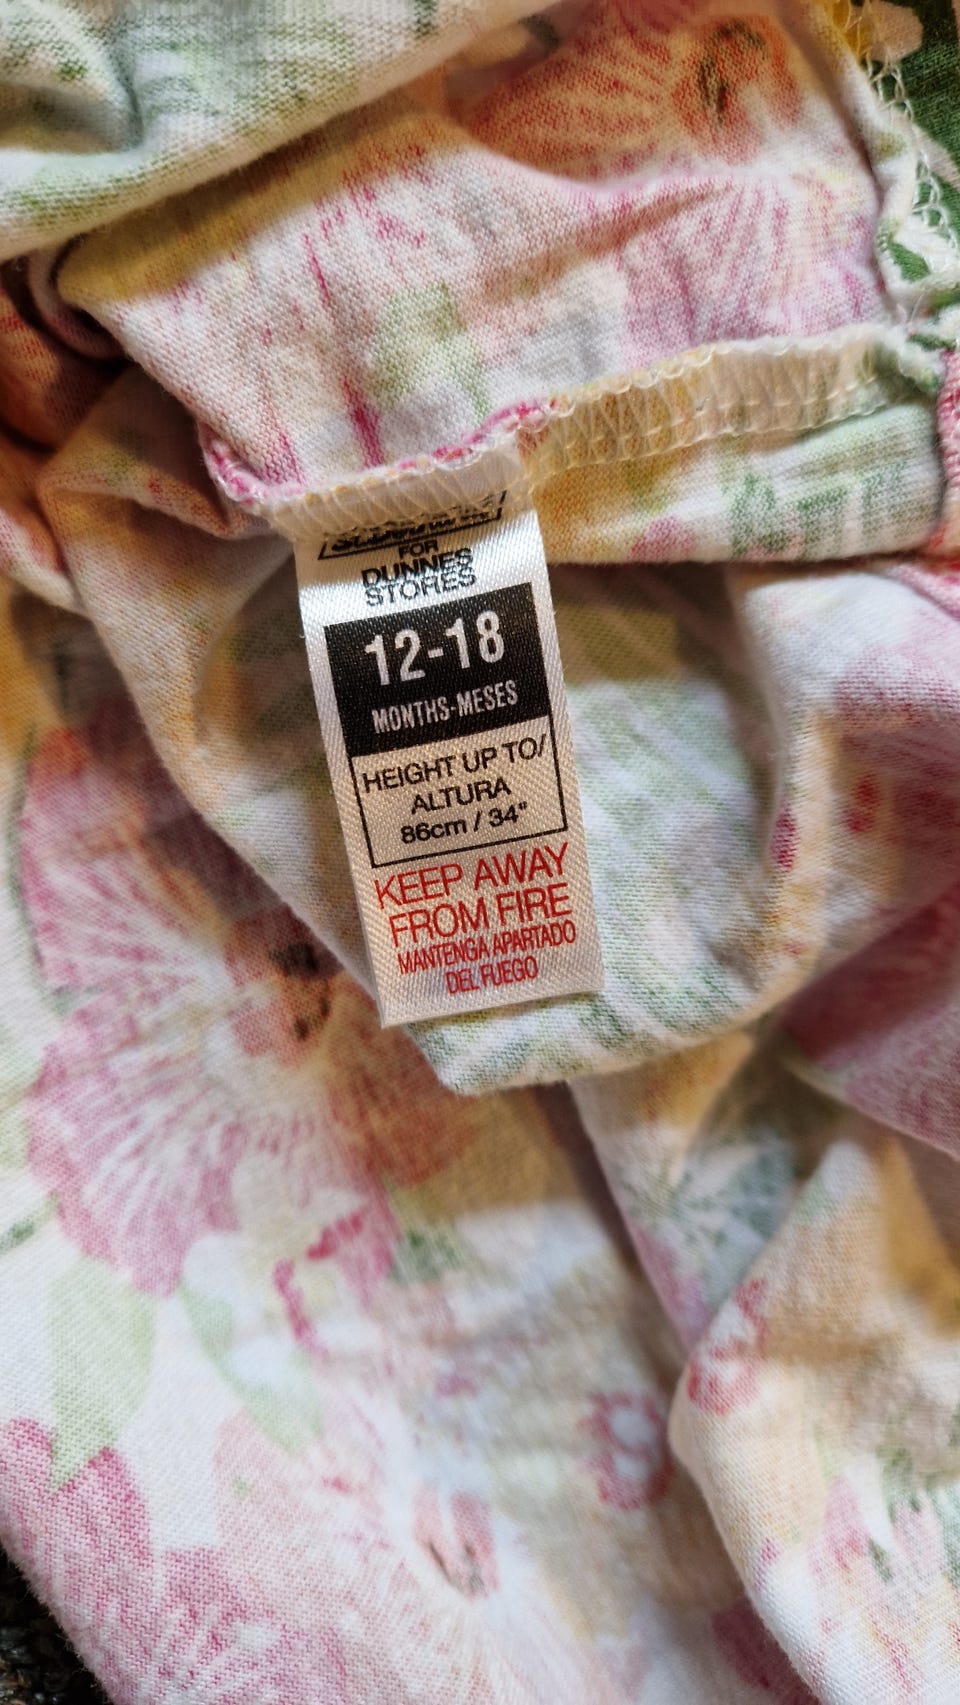 FOR
DUNNES
STORES
12-18
MONTHS-MESES
HEIGHT UP TO/
ALTURA
86cm / 34"
KEEP AWAY
FROM FIRE
MANTENGA APARTADO
DEL FUEGO